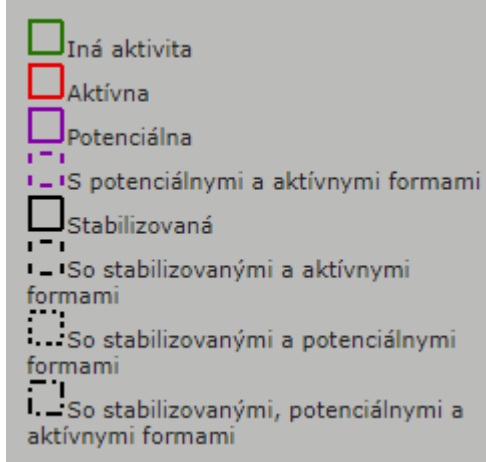 Iná aktivita
Aktívna
Potenciálna
S potenciálnymi a aktívnymi formami
Stabilizovaná
So stabilizovanými a aktívnymi
formami
So stabilizovanými a potenciálnymi
formami
So stabilizovanými, potenciálnymi a
aktívnymi formami